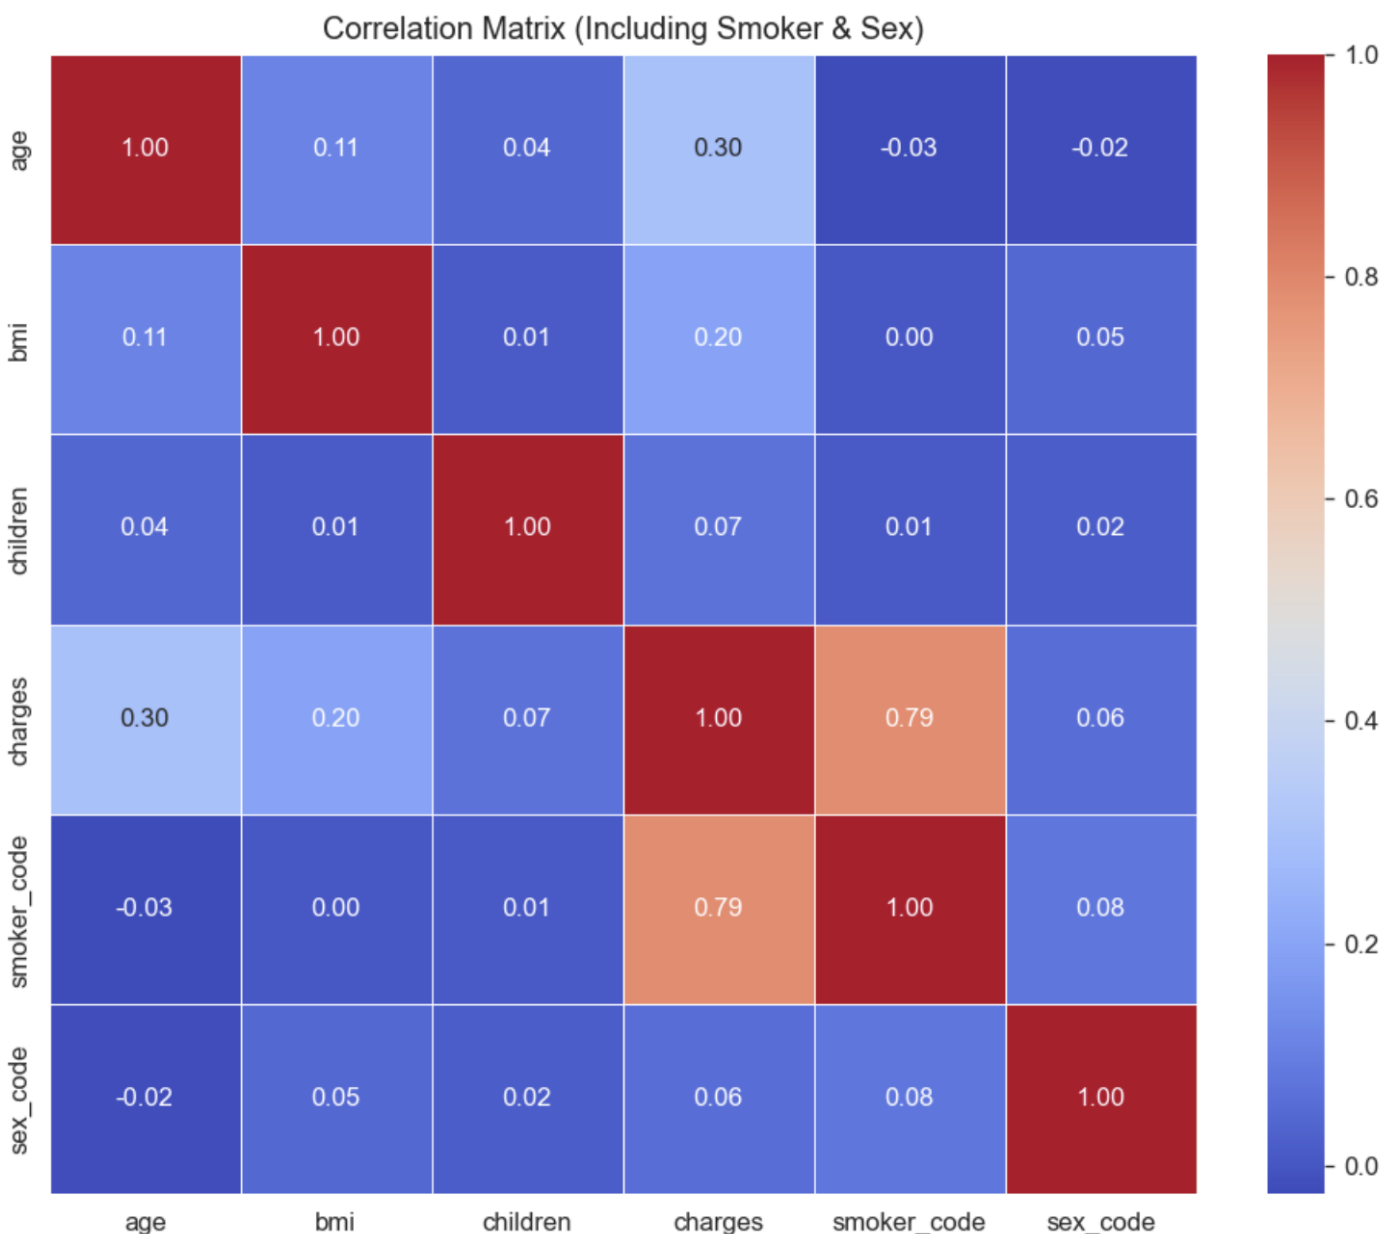 Correlation Matrix (Including Smoker & Sex)
age 1.00 0.11 0.04 0.30 -0.03 -0.02
bmi 0.11 1.00 0.01 0.20 0.00 0.05
children 0.04 0.01 1.00 0.07 0.01 0.02
charges 0.30 0.20 0.07 1.00 0.79 0.06
smoker_code -0.03 0.00 0.01 0.79 1.00 0.08
sex_code -0.02 0.05 0.02 0.06 0.08 1.00
age bmi children charges smoker_code sex_code
1.0
0.8
0.6
0.4
0.2
0.0